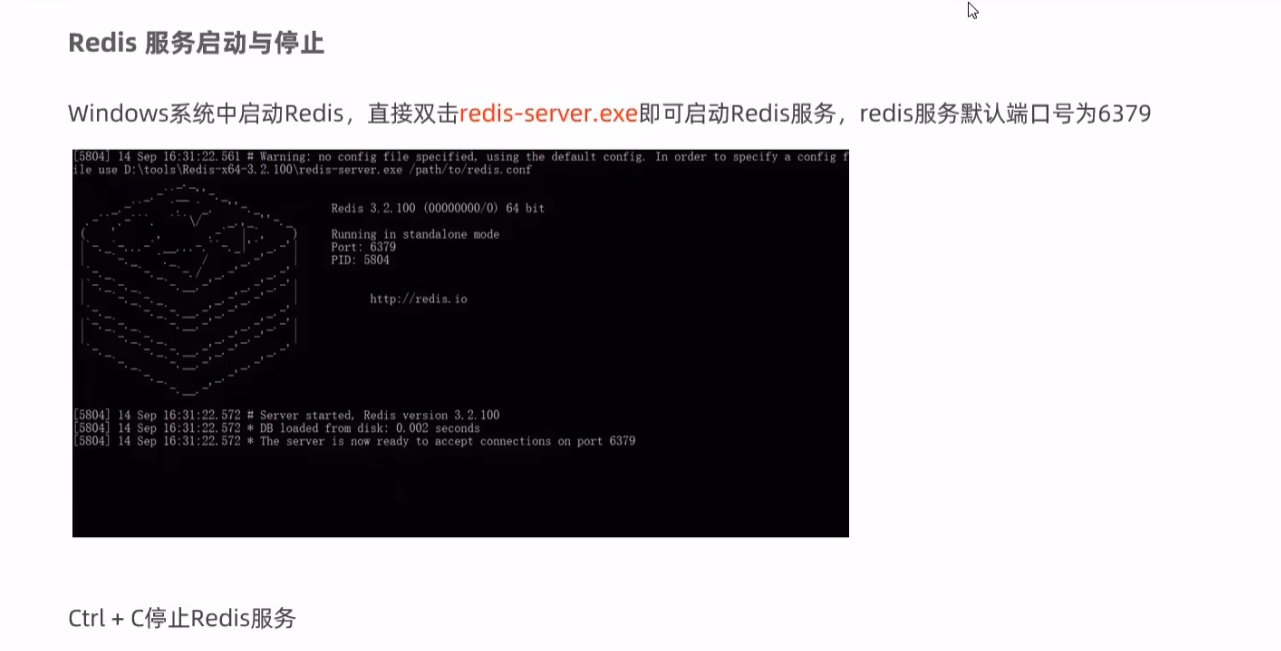 Redis 服务启动与停止
Windows系统中启动Redis，直接双击redis-server.exe即可启动Redis服务，redis服务默认端口号为6379
[5804] 14 Sep 16:31:22.561 # Warning: no config file specified, using the default config. In order to specify a config f
ile use D:\tools\Redis-x64-3.2.100\redis-server.exe /path/to/redis.conf
Redis 3.2.100 (00000000/0) 64 bit
Running in standalone mode
Port: 6379
PID: 5804
http://redis.io
[5804] 14 Sep 16:31:22.572 # Server started, Redis version 3.2.100
[5804] 14 Sep 16:31:22.572 * DB loaded from disk: 0.002 seconds
[5804] 14 Sep 16:31:22.572 * The server is now ready to accept connections on port 6379
Ctrl + C停止Redis服务